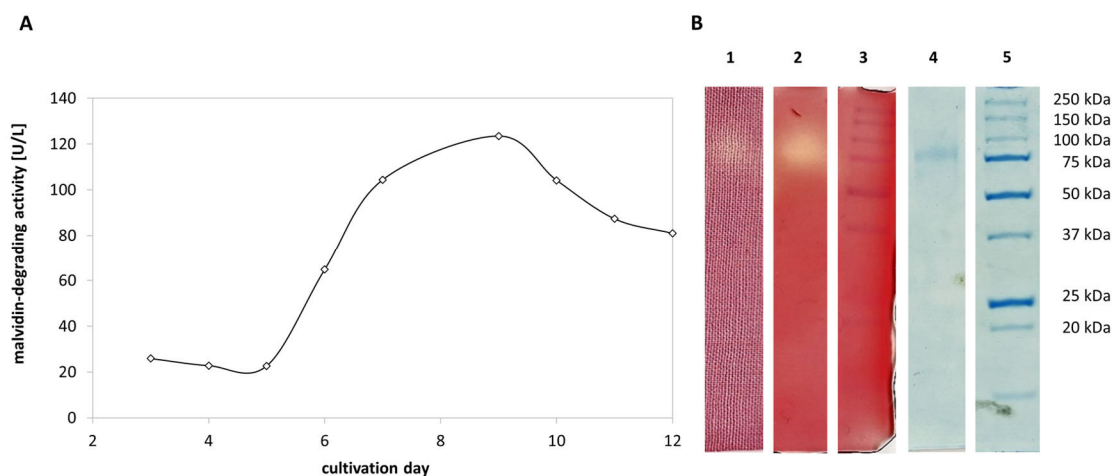 A
malvidin-degrading activity [U/L]
140
120
100
80
60
40
20
0
2 4 6 8 10 12
cultivation day
B
1 2 3 4 5
250 kDa
150 kDa
100 kDa
75 kDa
50 kDa
37 kDa
25 kDa
20 kDa